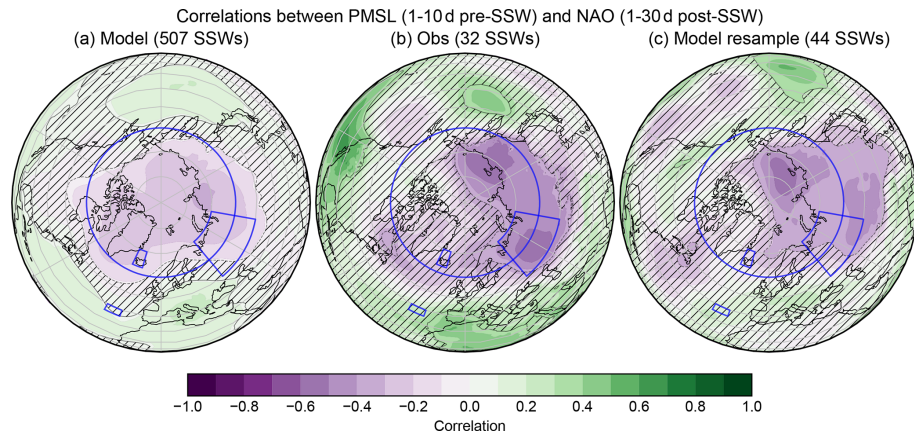 Correlations between PMSL (1-10 d pre-SSW) and NAO (1-30 d post-SSW)
(a) Model (507 SSWs) (b) Obs (32 SSWs) (c) Model resample (44 SSWs)
−1.0 −0.8 −0.6 −0.4 −0.2 0.0 0.2 0.4 0.6 0.8 1.0
Correlation